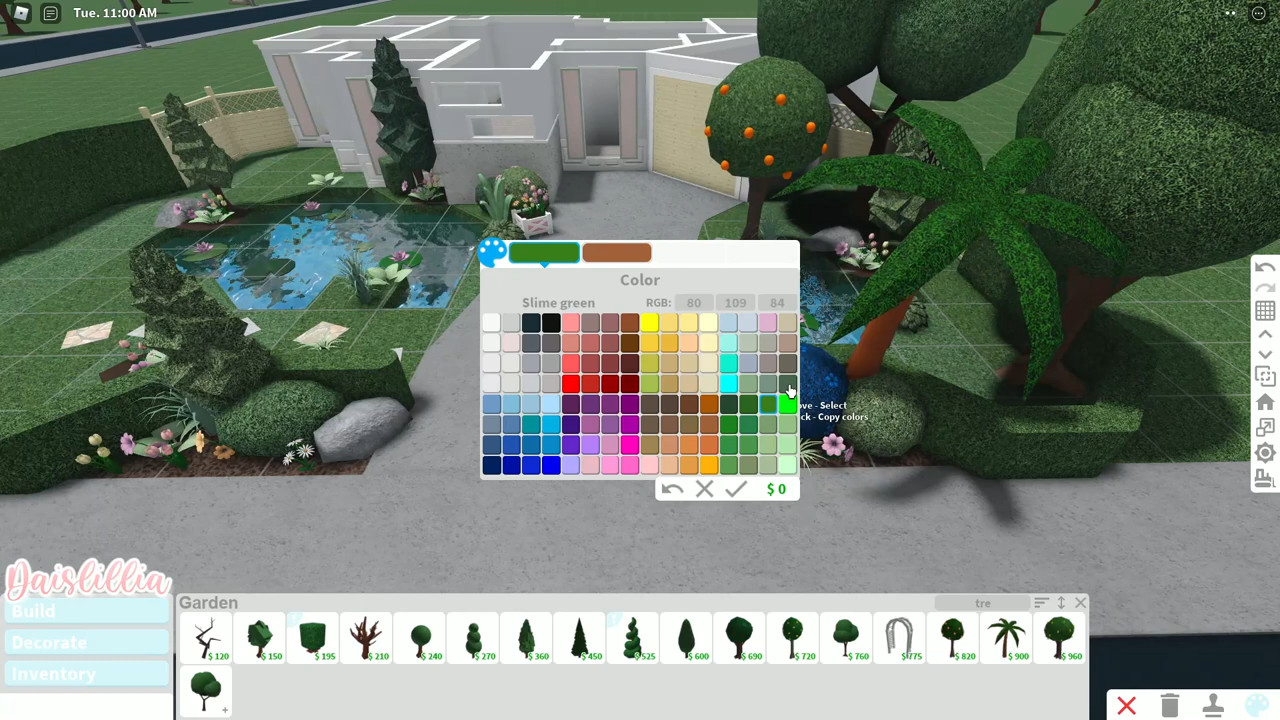 Tue. 11:00 AM
Color
Slime green RGB: 80 109 84
ove - Select
ck - Copy colors
$ 0
Daislillia
Build
Decorate
Inventory
Garden tre
$ 120 $ 150 $ 195 $ 210 $ 240 $ 270 $ 360 $ 450 $ 525 $ 600 $ 690 $ 720 $ 760 $ 775 $ 820 $ 900 $ 960
+